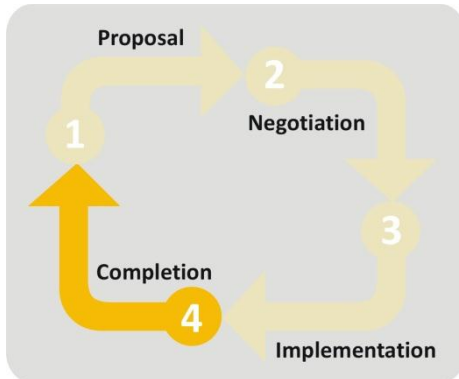 Proposal
1
2
Negotiation
3
Completion
4
Implementation